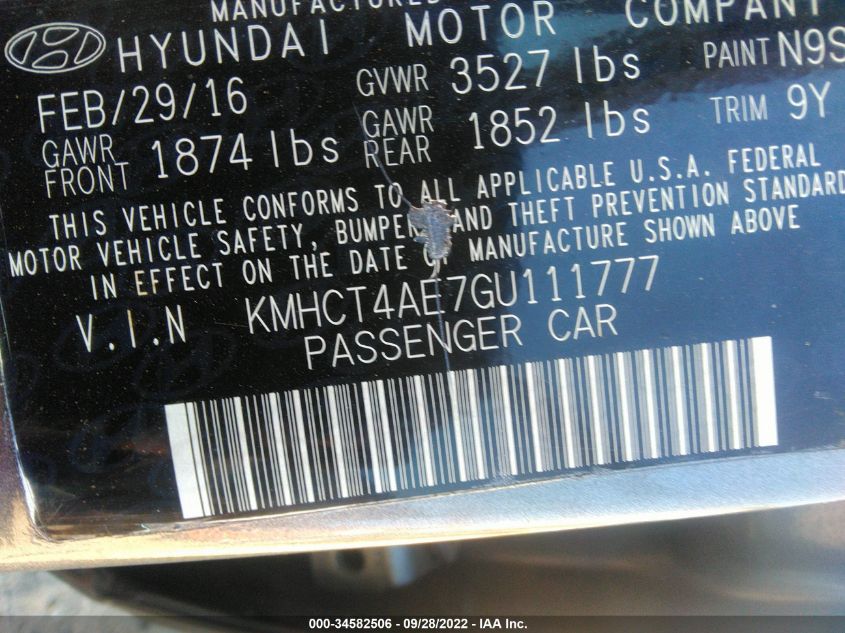 MANUFACTURED
HYUNDAI MOTOR COMPANY
FEB/29/16 GVWR 3527 lbs PAINT N9S
GAWR FRONT 1874 lbs GAWR REAR 1852 lbs TRIM 9Y
THIS VEHICLE CONFORMS TO ALL APPLICABLE U.S.A. FEDERAL
MOTOR VEHICLE SAFETY, BUMPER, AND THEFT PREVENTION STANDARD
IN EFFECT ON THE DATE OF MANUFACTURE SHOWN ABOVE
V.I.N KMHCT4AE7GU111777
PASSENGER CAR
000-34582506 - 09/28/2022 - IAA Inc.